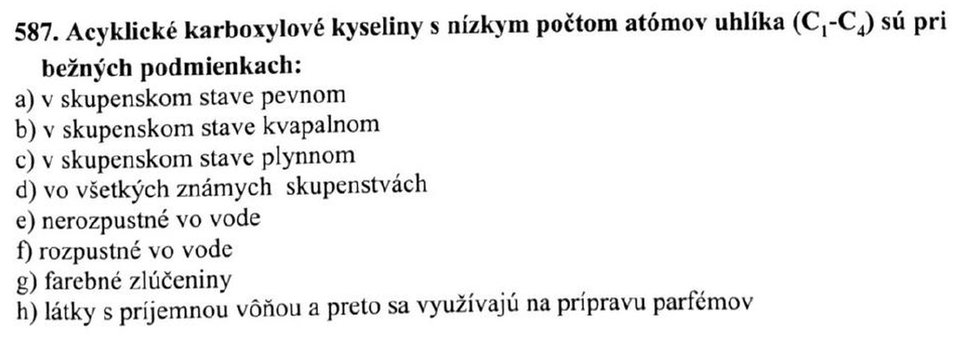 587. Acyklické karboxylové kyseliny s nízkym počtom atómov uhlíka (C₁-C₄) sú pri
bežných podmienkach:
a) v skupenskom stave pevnom
b) v skupenskom stave kvapalnom
c) v skupenskom stave plynnom
d) vo všetkých známych skupenstvách
e) nerozpustné vo vode
f) rozpustné vo vode
g) farebné zlúčeniny
h) látky s príjemnou vôňou a preto sa využívajú na prípravu parfémov